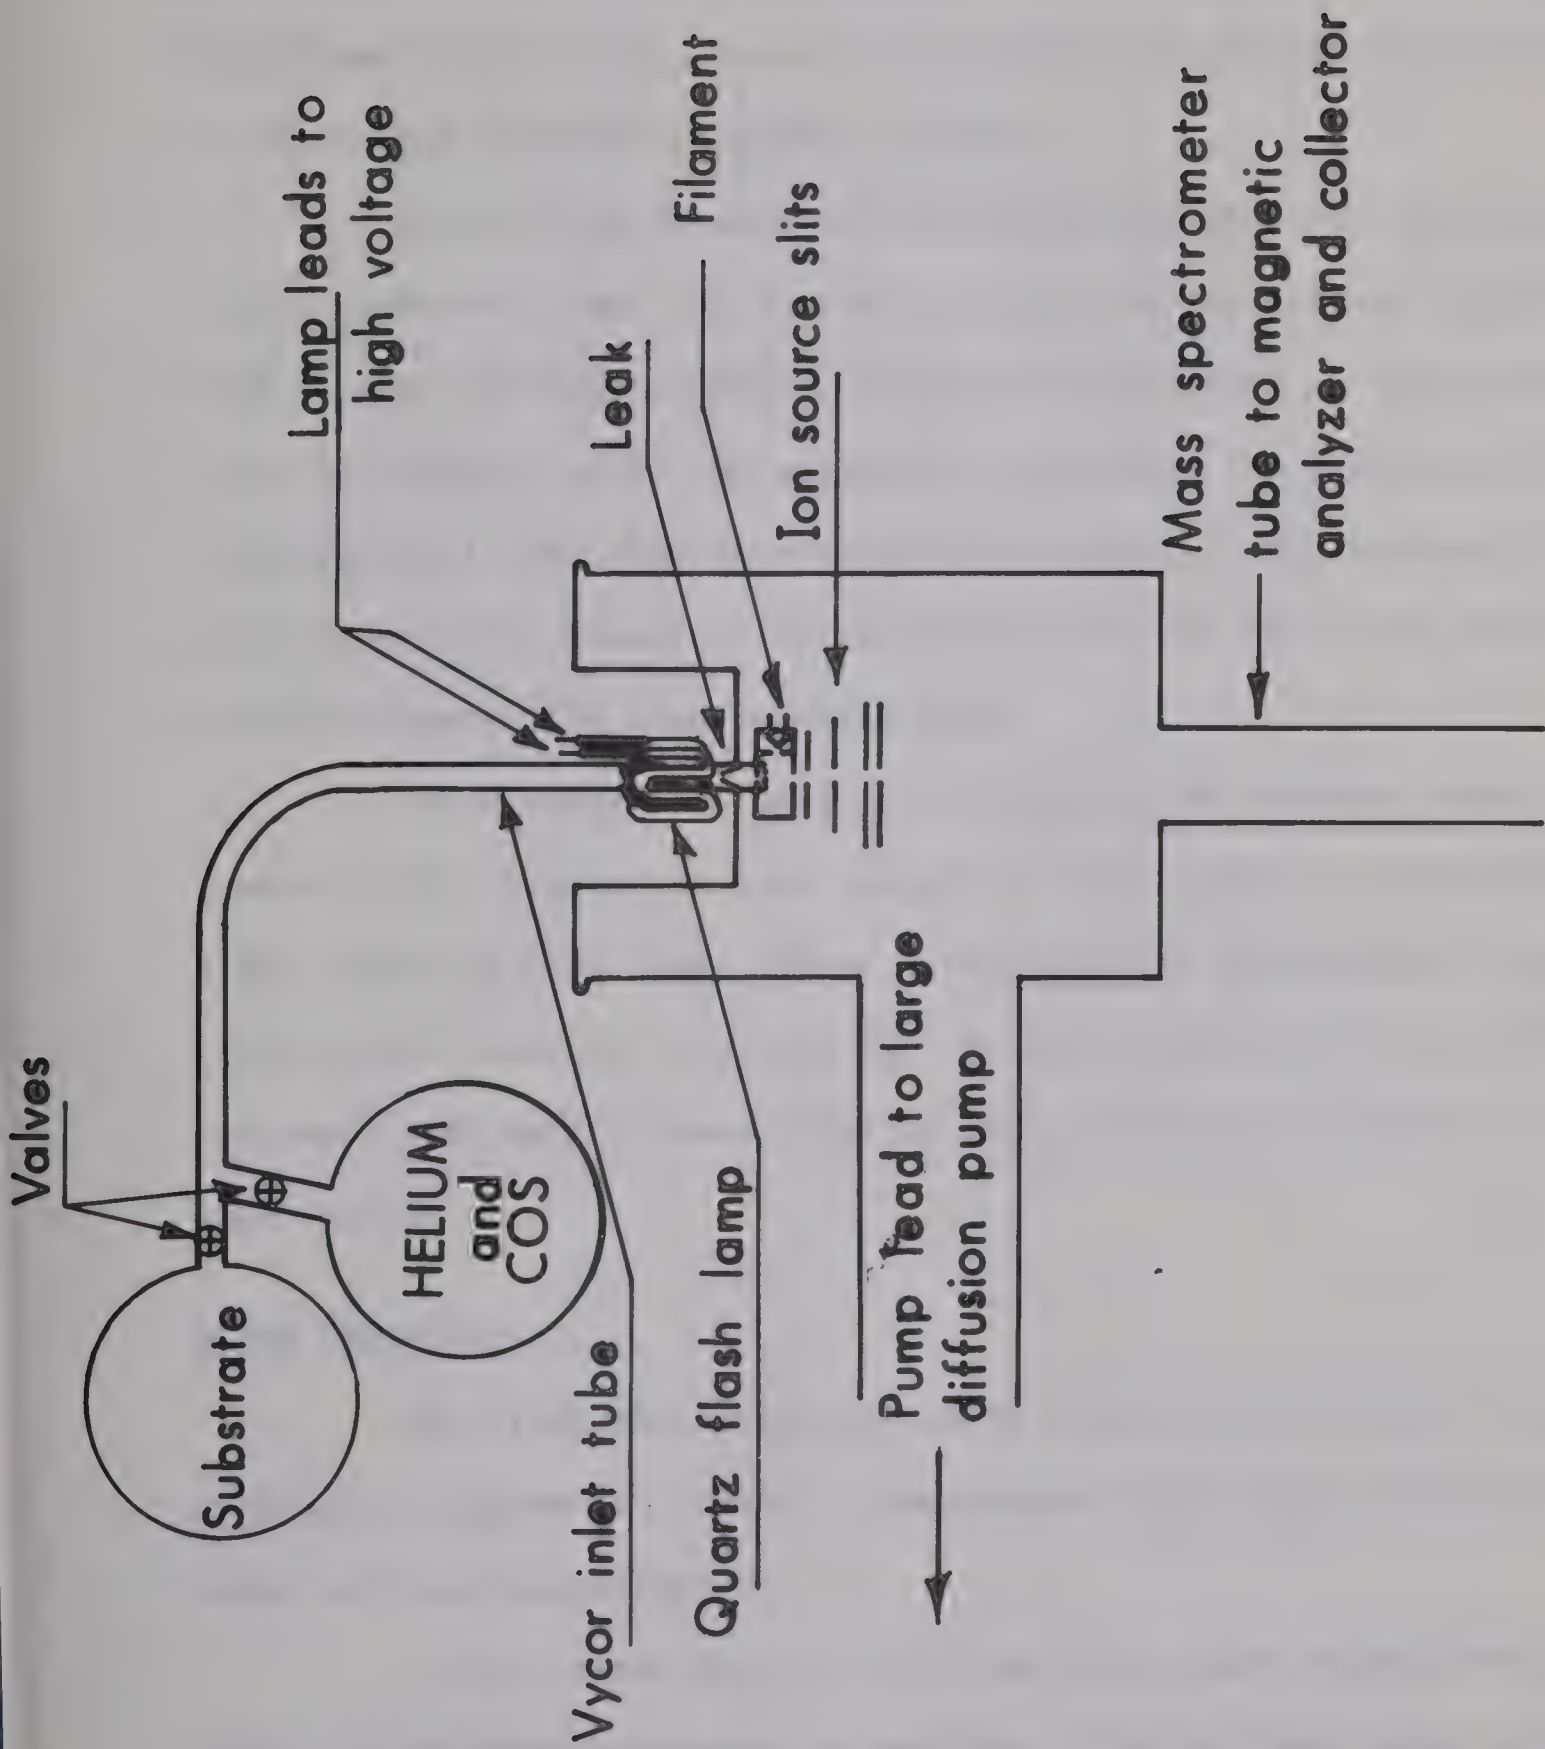 Valves
Substrate
HELIUM
and
COS
Lamp leads to
high voltage
Leak
Filament
Ion source slits
Vycor inlet tube
Quartz flash lamp
Pump lead to large
diffusion pump
Mass spectrometer
tube to magnetic
analyzer and collector